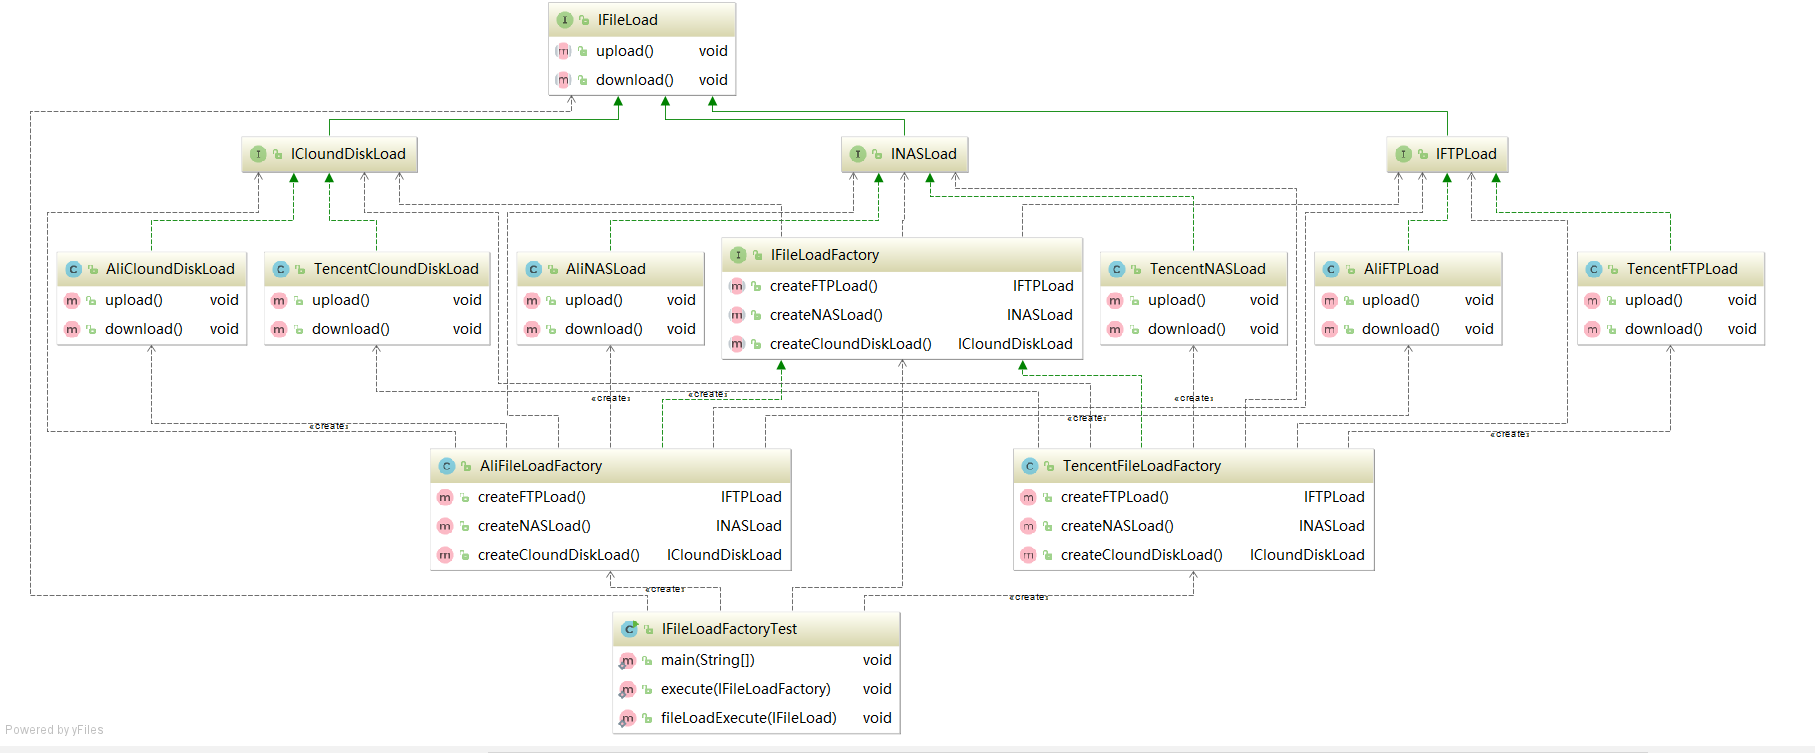 IFileLoad
upload() void
download() void
ICloundDiskLoad
INASLoad
IFTPLoad
AliCloundDiskLoad
upload() void
download() void
TencentCloundDiskLoad
upload() void
download() void
AliNASLoad
upload() void
download() void
IFileLoadFactory
createFTPLoad() IFTPLoad
createNASLoad() INASLoad
createCloundDiskLoad() ICloundDiskLoad
TencentNASLoad
upload() void
download() void
AliFTPLoad
upload() void
download() void
TencentFTPLoad
upload() void
download() void
«create»
«create»
«create»
«create»
«create»
«create»
AliFileLoadFactory
createFTPLoad() IFTPLoad
createNASLoad() INASLoad
createCloundDiskLoad() ICloundDiskLoad
TencentFileLoadFactory
createFTPLoad() IFTPLoad
createNASLoad() INASLoad
createCloundDiskLoad() ICloundDiskLoad
«create»
«create»
IFileLoadFactoryTest
main(String[]) void
execute(IFileLoadFactory) void
fileLoadExecute(IFileLoad) void
Powered by yFiles